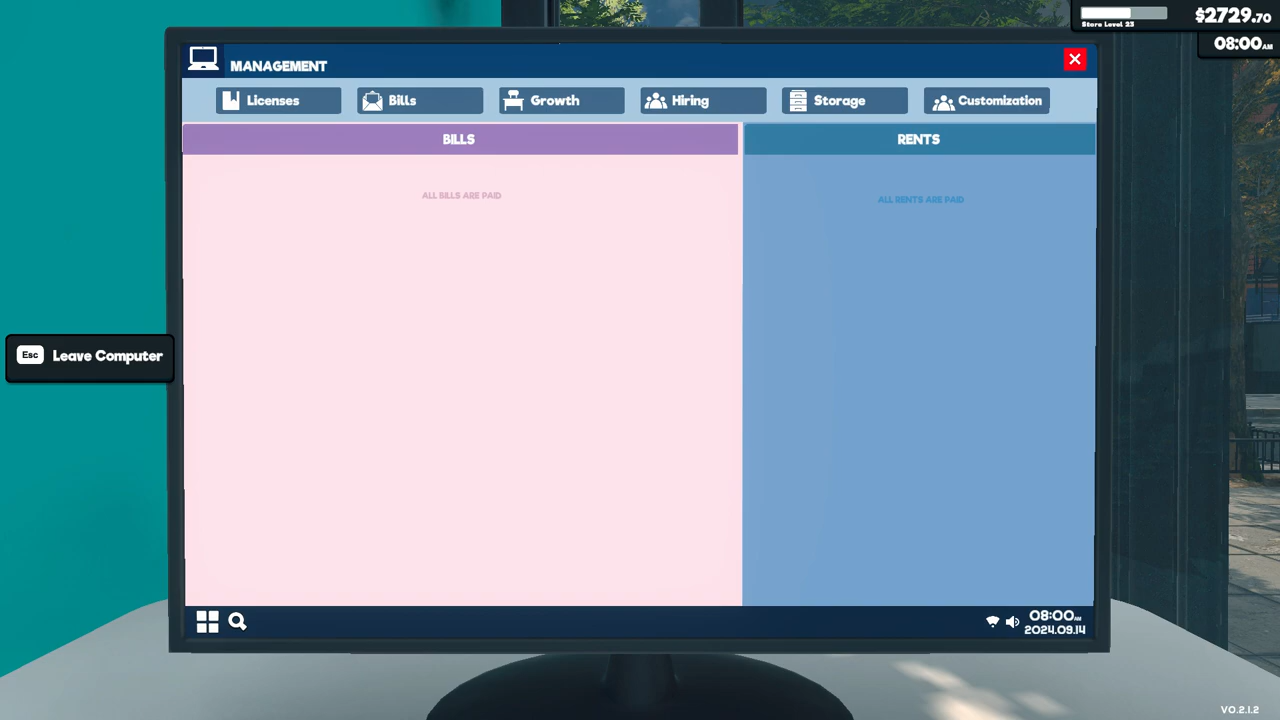 $2729.70
Store Level 23
08:00AM
MANAGEMENT
Licenses
Bills
Growth
Hiring
Storage
Customization
BILLS
RENTS
ALL BILLS ARE PAID
ALL RENTS ARE PAID
Esc Leave Computer
08:00AM
2024.09.14
V0.2.1.2